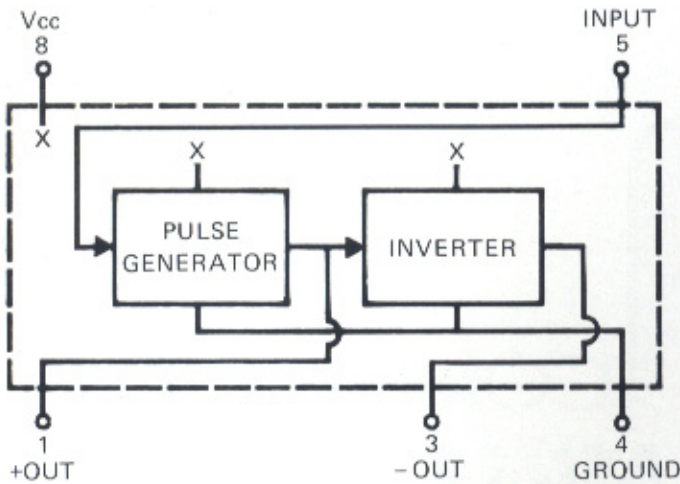 Vcc
8
INPUT
5
X
X
X
PULSE
GENERATOR
INVERTER
1
+OUT
3
−OUT
4
GROUND